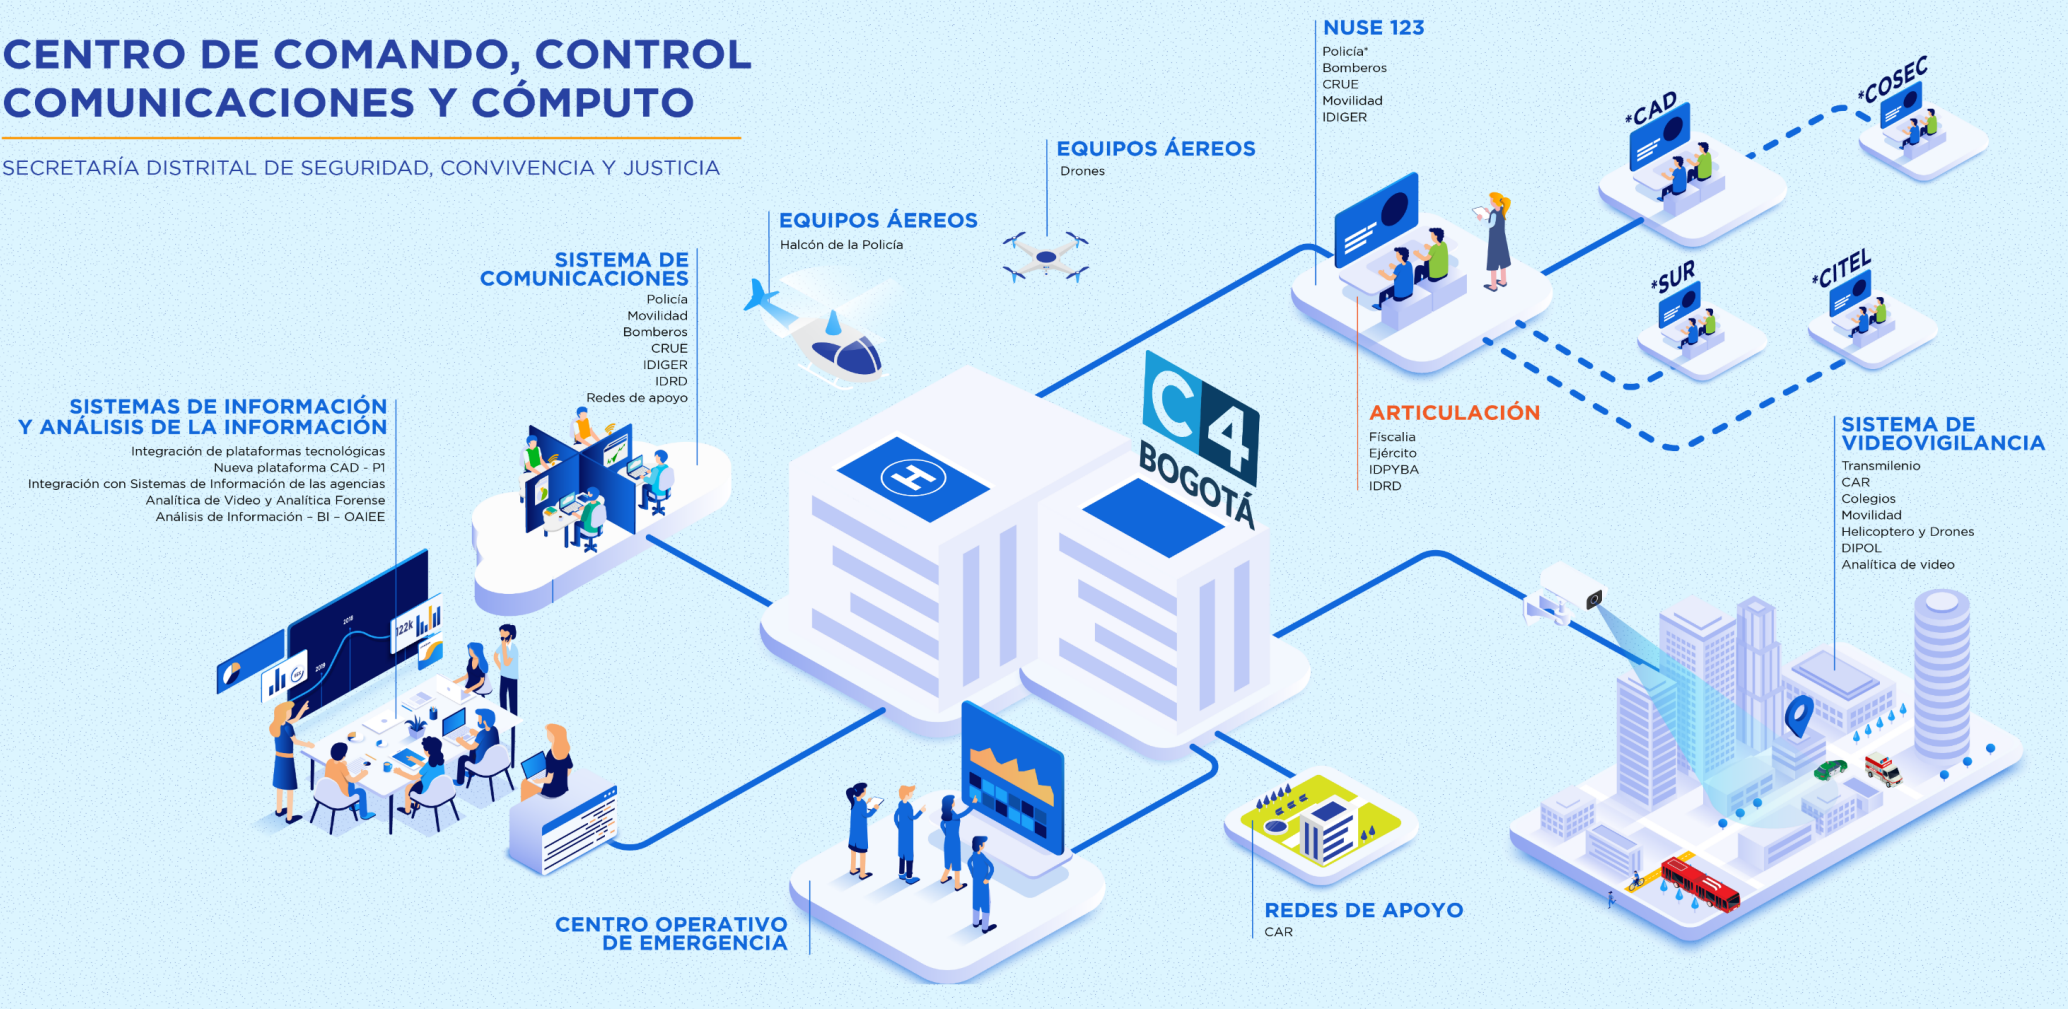 CENTRO DE COMANDO, CONTROL
COMUNICACIONES Y CÓMPUTO
SECRETARÍA DISTRITAL DE SEGURIDAD, CONVIVENCIA Y JUSTICIA
NUSE 123
Policía*
Bomberos
CRUE
Movilidad
IDIGER
*CAD
*COSEC
*SUR
*CITEL
EQUIPOS ÁEREOS
Drones
EQUIPOS ÁEREOS
Halcón de la Policía
SISTEMA DE
COMUNICACIONES
Policía
Movilidad
Bomberos
CRUE
IDIGER
IDRD
Redes de apoyo
SISTEMAS DE INFORMACIÓN
Y ANÁLISIS DE LA INFORMACIÓN
Integración de plataformas tecnológicas
Nueva plataforma CAD - P1
Integración con Sistemas de Información de las agencias
Analítica de Video y Analítica Forense
Análisis de Información – BI – OAIEE
2018
2019
122k
H
C4
BOGOTÁ
ARTICULACIÓN
Físcalia
Ejército
IDPYBA
IDRD
SISTEMA DE
VIDEOVIGILANCIA
Transmilenio
CAR
Colegios
Movilidad
Helicoptero y Drones
DIPOL
Analítica de video
CENTRO OPERATIVO
DE EMERGENCIA
REDES DE APOYO
CAR